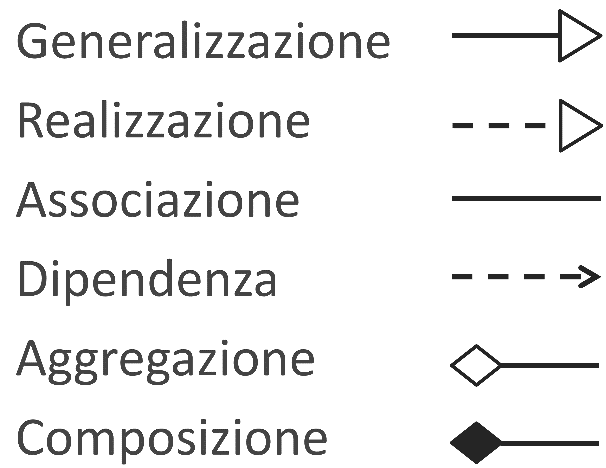 Generalizzazione
Realizzazione
Associazione
Dipendenza
Aggregazione
Composizione